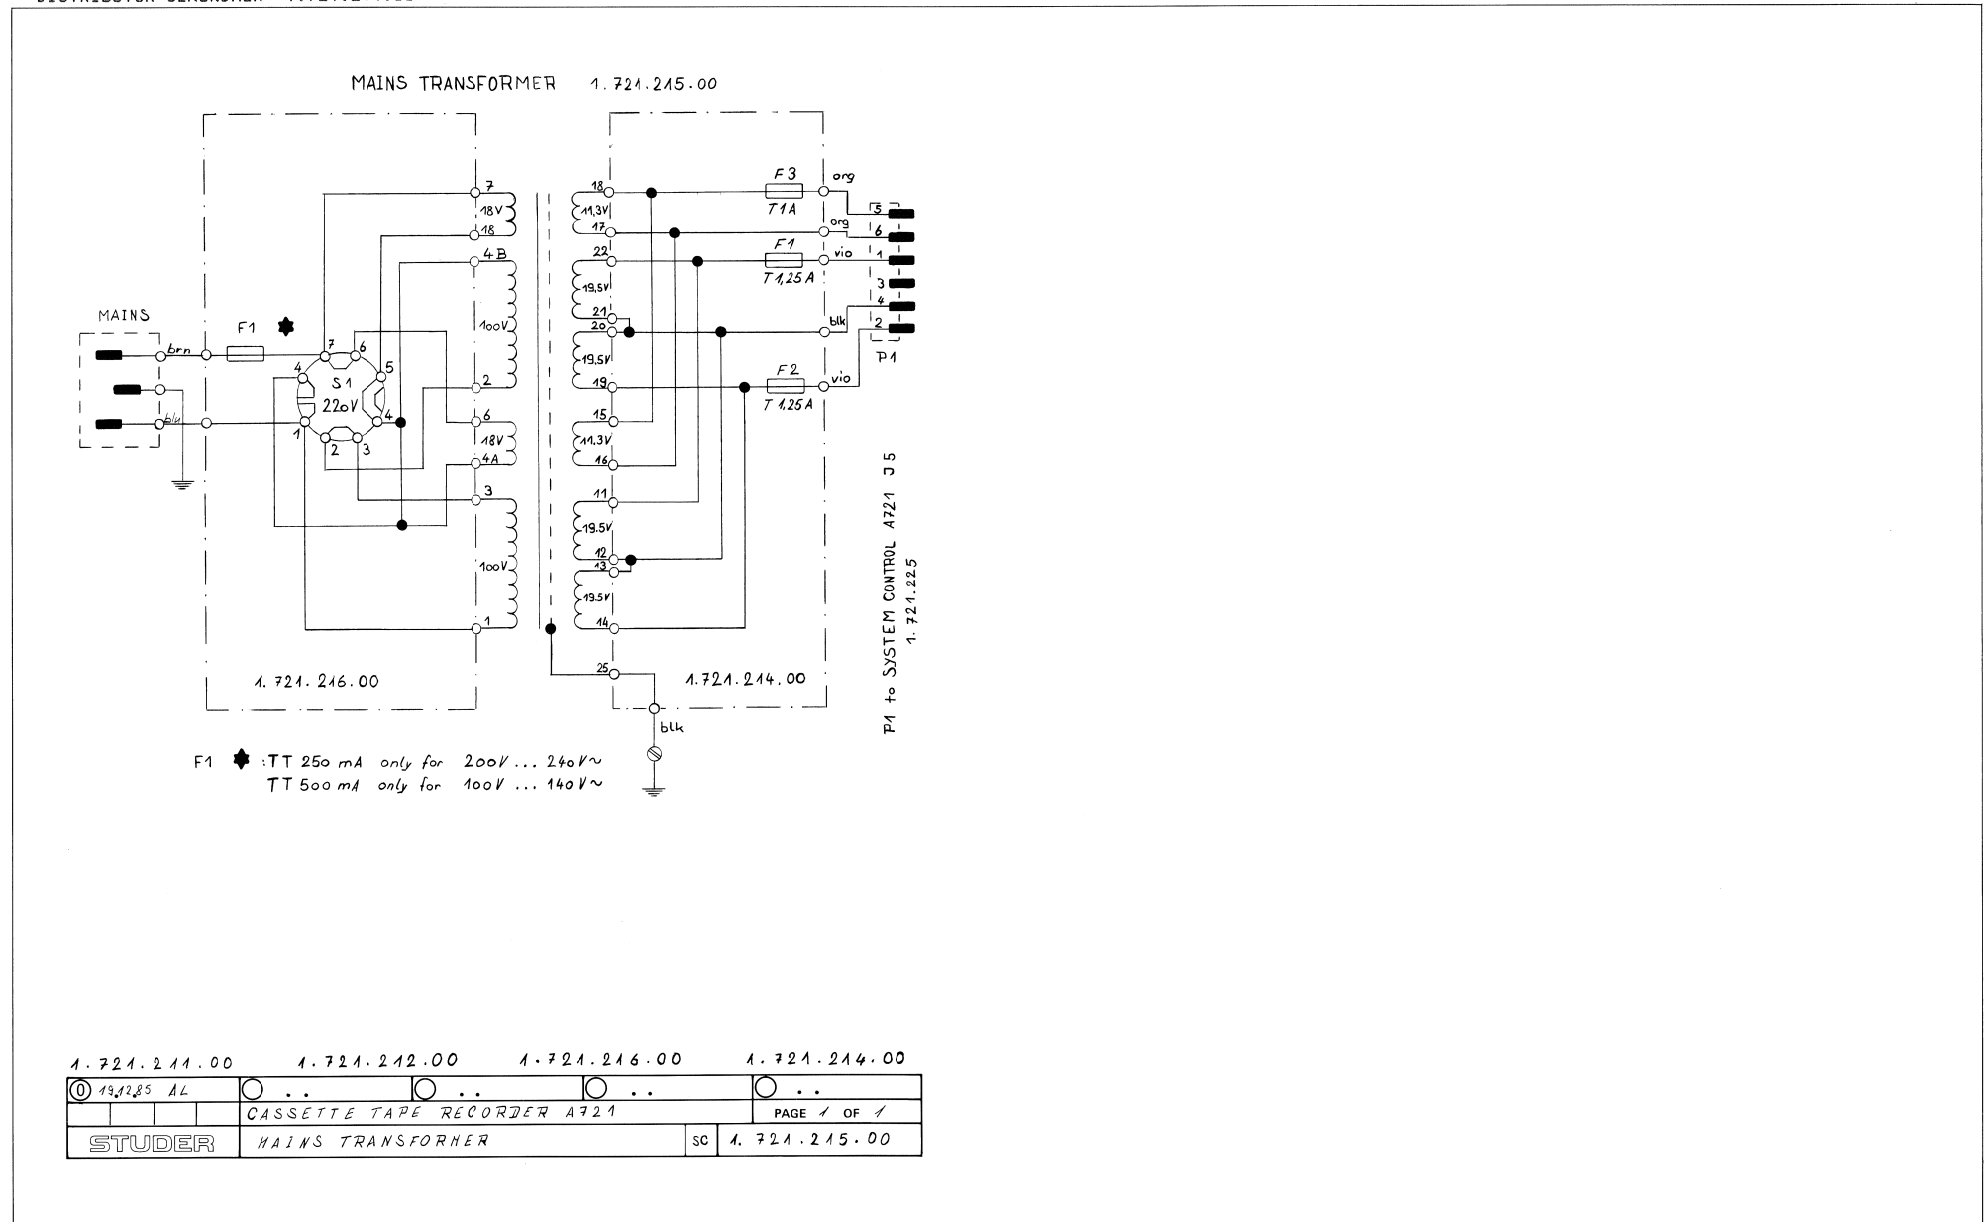 MAINS TRANSFORMER 1.721.215.00
MAINS
brn
blu
F1
7
6
5
4
S1
220V
4
1
2
3
7
18V
18
4B
100V
2
6
18V
4A
3
100V
1
1.721.216.00
18
11,3V
17
22
19,5V
21
20
19,5V
19
15
11.3V
16
11
19.5V
12
13
19.5V
14
25
F3
T1A
F1
T1,25A
F2
T1,25A
org
org
vio
blk
vio
5
6
1
3
4
2
P1
1.721.214.00
blk
P1 to SYSTEM CONTROL A721 J5
1.721.225
F1 :TT 250 mA only for 200V ... 240V~
TT 500 mA only for 100V ... 140V~
1.721.211.00 1.721.212.00 1.721.216.00 1.721.214.00
0 19.12.85 AL .. .. .. ..
CASSETTE TAPE RECORDER A721 PAGE 1 OF 1
STUDER MAINS TRANSFORMER SC 1.721.215.00